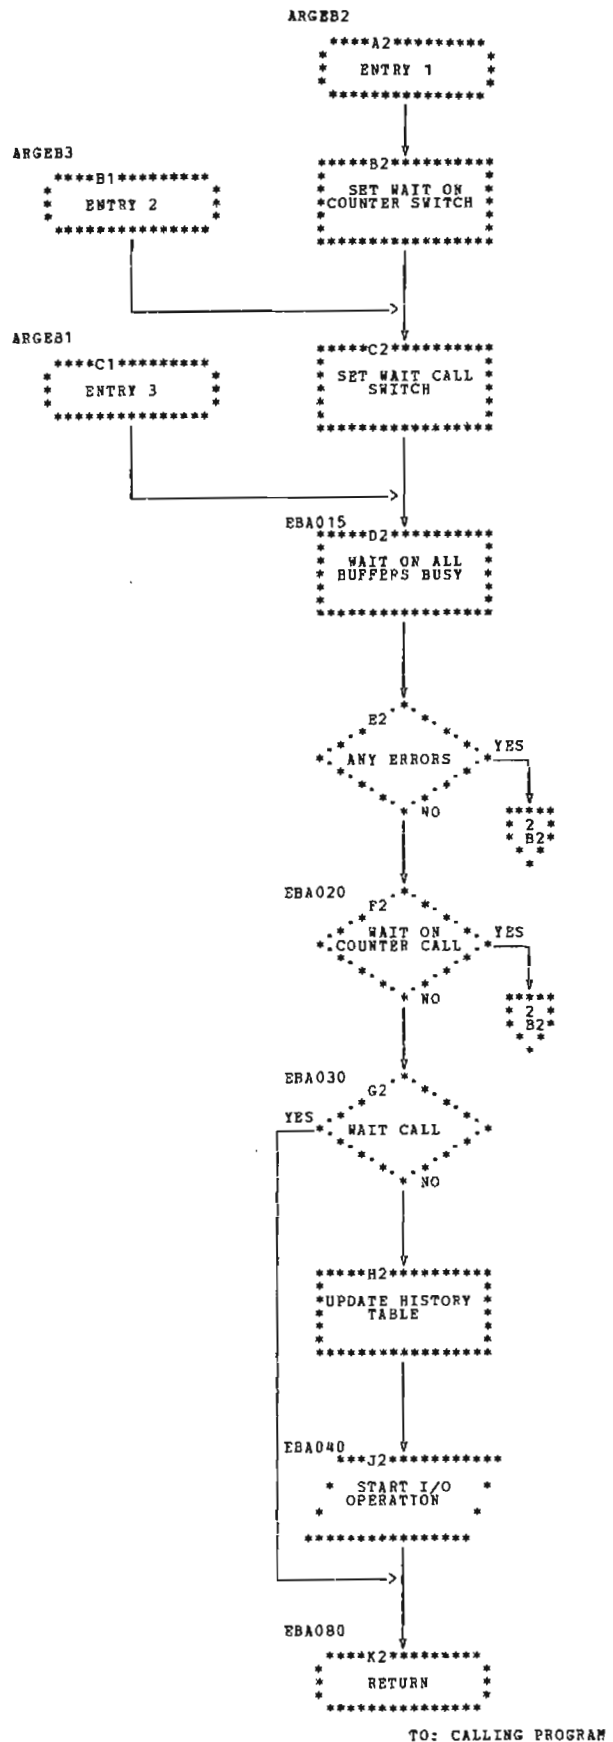 ARGEB2
A2
ENTRY 1
ARGEB3
B1
ENTRY 2
B2
SET WAIT ON
COUNTER SWITCH
ARGEB1
C1
ENTRY 3
C2
SET WAIT CALL
SWITCH
EBA015
D2
WAIT ON ALL
BUFFERS BUSY
E2
ANY ERRORS
YES
NO
2
B2
EBA020
F2
WAIT ON
COUNTER CALL
YES
NO
2
B2
EBA030
G2
YES
WAIT CALL
NO
H2
UPDATE HISTORY
TABLE
EBA040
J2
START I/O
OPERATION
EBA080
K2
RETURN
TO: CALLING PROGRAM